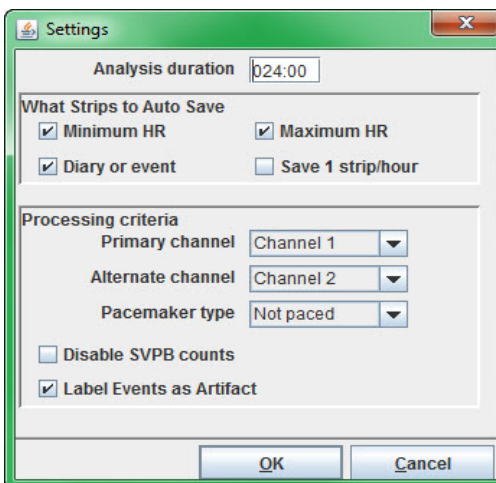 Settings
Analysis duration 024:00
What Strips to Auto Save
Minimum HR Maximum HR
Diary or event Save 1 strip/hour
Processing criteria
Primary channel Channel 1
Alternate channel Channel 2
Pacemaker type Not paced
Disable SVPB counts
Label Events as Artifact
OK Cancel